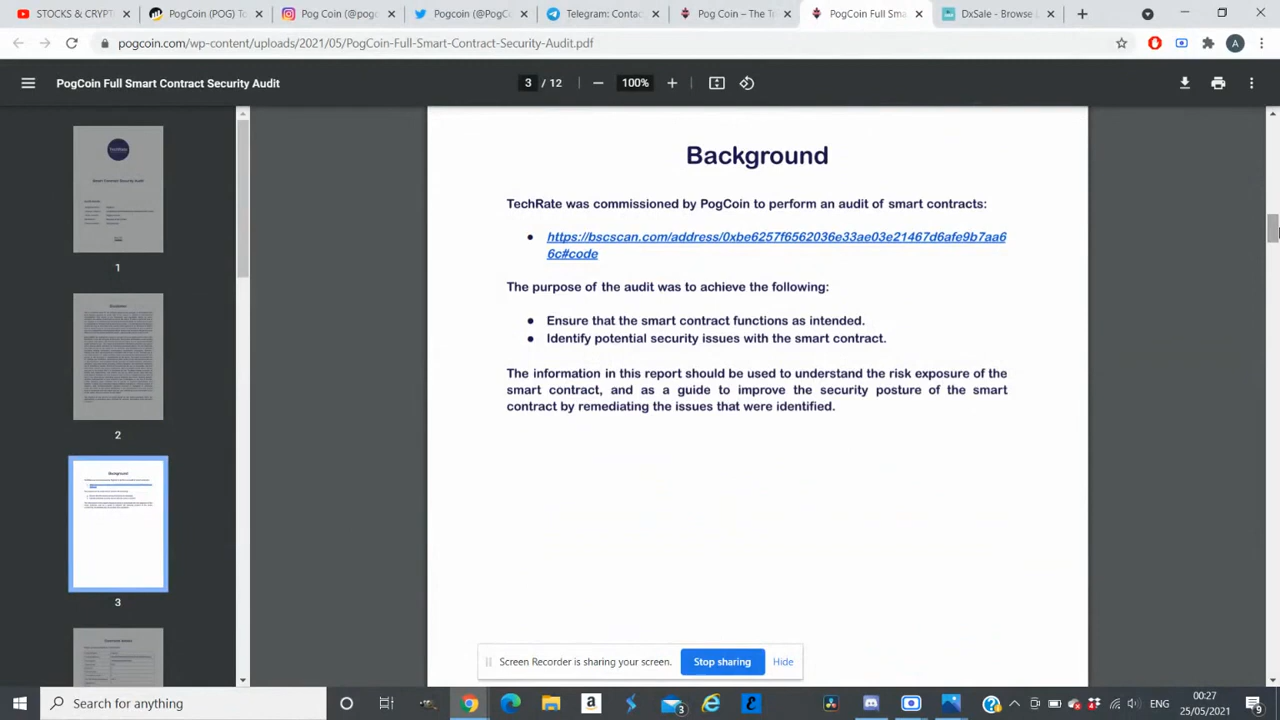 STOCKS & CRYPTO
PogCoin (POG) To
Pog Coin (@pogc
Pogcoin (@PogCo
Telegram: Contac
Pog Coin – The T
PogCoin Full Sma
DxSale - Browse L
pogcoin.com/wp-content/uploads/2021/05/PogCoin-Full-Smart-Contract-Security-Audit.pdf
A
PogCoin Full Smart Contract Security Audit
3 / 12
100%
1
2
3
Background
TechRate was commissioned by PogCoin to perform an audit of smart contracts:
● https://bscscan.com/address/0xbe6257f6562036e33ae03e21467d6afe9b7aa6
6c#code
The purpose of the audit was to achieve the following:
● Ensure that the smart contract functions as intended.
● Identify potential security issues with the smart contract.
The information in this report should be used to understand the risk exposure of the
smart contract, and as a guide to improve the security posture of the smart
contract by remediating the issues that were identified.
Screen Recorder is sharing your screen.
Stop sharing
Hide
Search for anything
3
ENG
00:27
25/05/2021
9